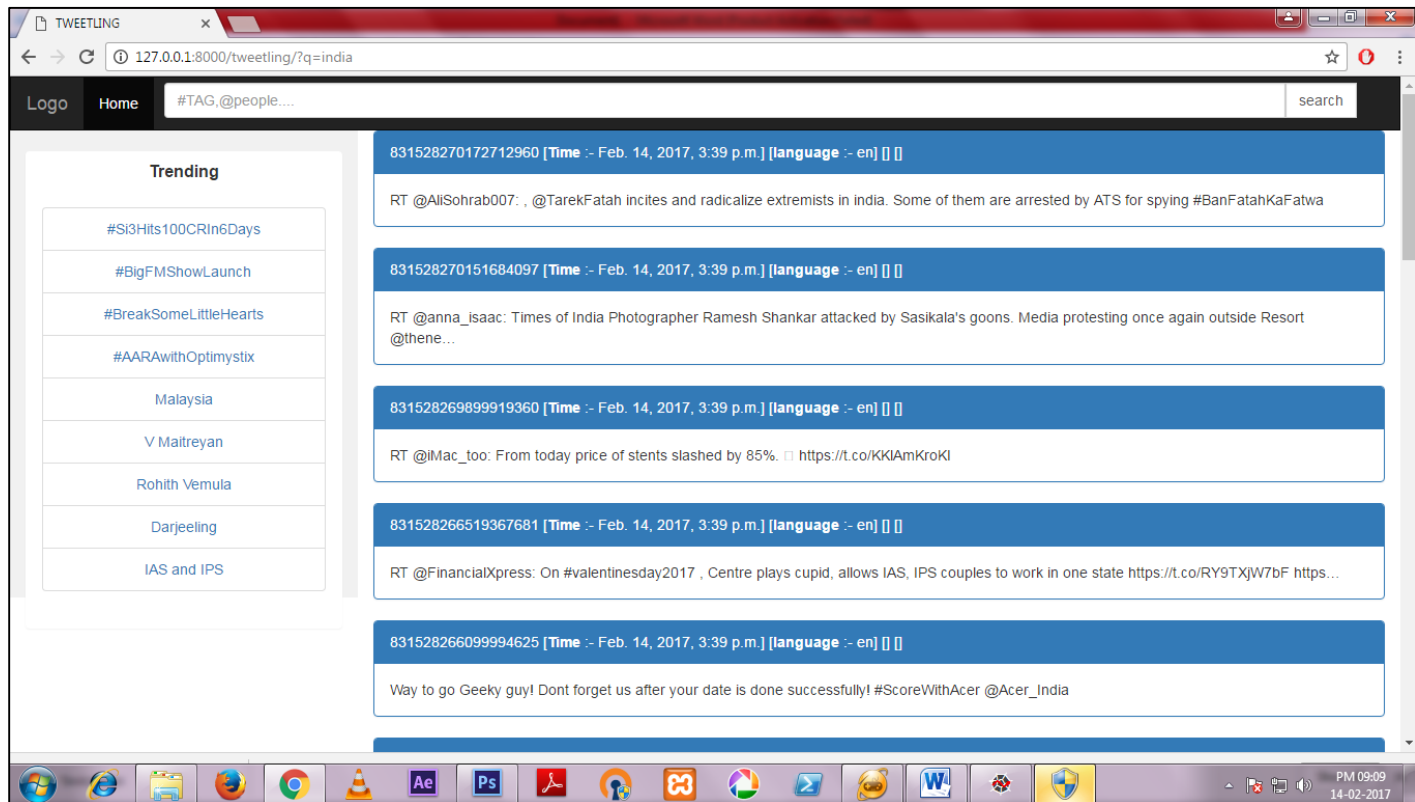 TWEETLING
127.0.0.1:8000/tweetling/?q=india
Logo Home #TAG,@people.... search
Trending
#Si3Hits100CRIn6Days
#BigFMShowLaunch
#BreakSomeLittleHearts
#AARAwithOptimystix
Malaysia
V Maitreyan
Rohith Vemula
Darjeeling
IAS and IPS
831528270172712960 [Time :- Feb. 14, 2017, 3:39 p.m.] [language :- en] [] []
RT @AliSohrab007: , @TarekFatah incites and radicalize extremists in india. Some of them are arrested by ATS for spying #BanFatahKaFatwa
831528270151684097 [Time :- Feb. 14, 2017, 3:39 p.m.] [language :- en] [] []
RT @anna_isaac: Times of India Photographer Ramesh Shankar attacked by Sasikala's goons. Media protesting once again outside Resort
@thene…
831528269899919360 [Time :- Feb. 14, 2017, 3:39 p.m.] [language :- en] [] []
RT @iMac_too: From today price of stents slashed by 85%. https://t.co/KKlAmKroKl
831528266519367681 [Time :- Feb. 14, 2017, 3:39 p.m.] [language :- en] [] []
RT @FinancialXpress: On #valentinesday2017 , Centre plays cupid, allows IAS, IPS couples to work in one state https://t.co/RY9TXjW7bF https…
831528266099994625 [Time :- Feb. 14, 2017, 3:39 p.m.] [language :- en] [] []
Way to go Geeky guy! Dont forget us after your date is done successfully! #ScoreWithAcer @Acer_India
Ae Ps W
PM 09:09
14-02-2017